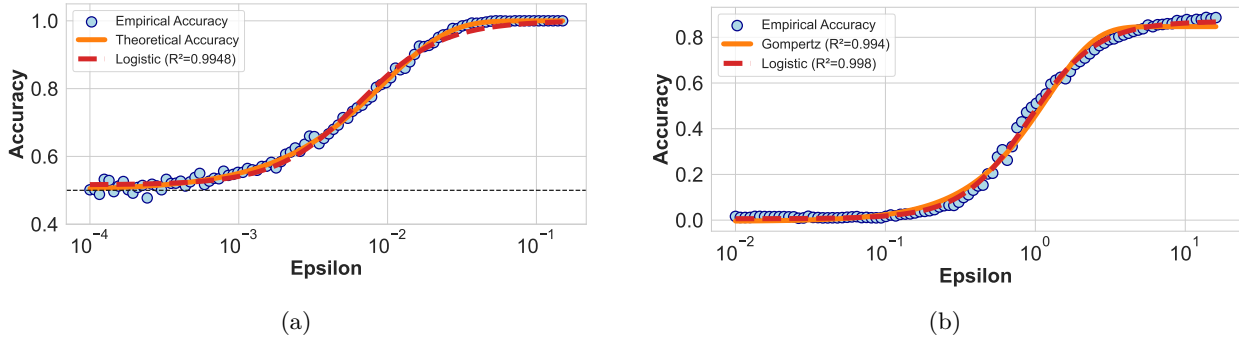 Empirical Accuracy
Theoretical Accuracy
Logistic (R²=0.9948)
Accuracy
1.0
0.8
0.6
0.4
10⁻⁴
10⁻³
10⁻²
10⁻¹
Epsilon
(a)
Empirical Accuracy
Gompertz (R²=0.994)
Logistic (R²=0.998)
Accuracy
0.8
0.6
0.4
0.2
0.0
10⁻²
10⁻¹
10⁰
10¹
Epsilon
(b)